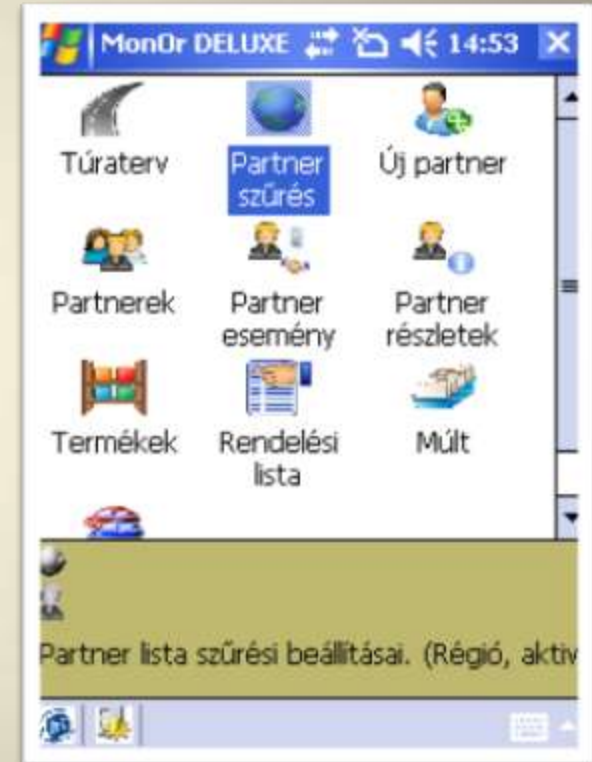 MonOr DELUXE 14:53
Túraterv Partner szűrés Új partner
Partnerek Partner esemény Partner részletek
Termékek Rendelési lista Múlt
Partner lista szűrési beállításai. (Régió, aktiv